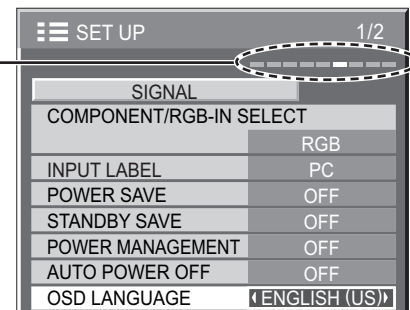 SET UP 1/2
SIGNAL
COMPONENT/RGB-IN SELECT
RGB
INPUT LABEL PC
POWER SAVE OFF
STANDBY SAVE OFF
POWER MANAGEMENT OFF
AUTO POWER OFF OFF
OSD LANGUAGE ENGLISH (US)